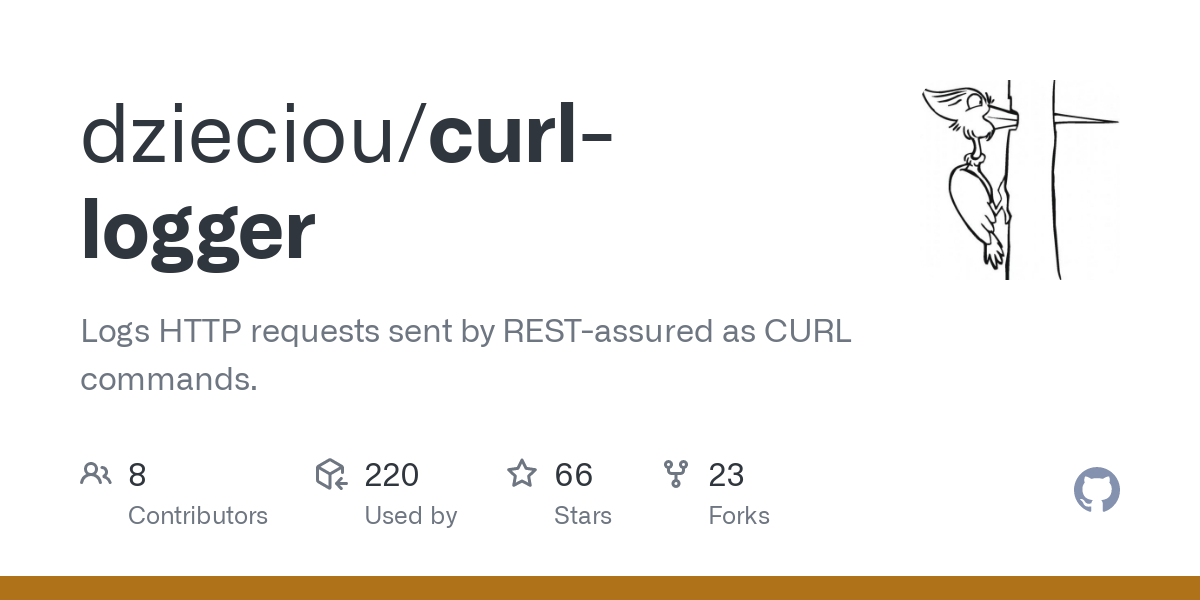 dzieciou/curl-
logger
Logs HTTP requests sent by REST-assured as CURL
commands.
8 220 66 23
Contributors Used by Stars Forks